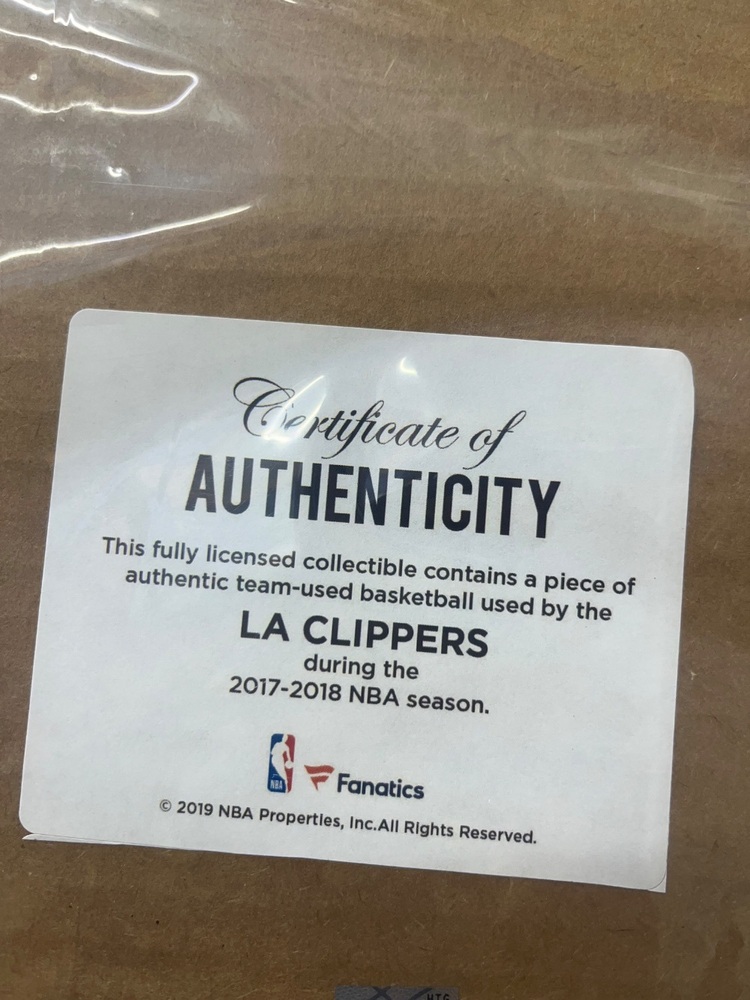 Certificate of
AUTHENTICITY
This fully licensed collectible contains a piece of
authentic team-used basketball used by the
LA CLIPPERS
during the
2017-2018 NBA season.
NBA Fanatics
© 2019 NBA Properties, Inc.All Rights Reserved.